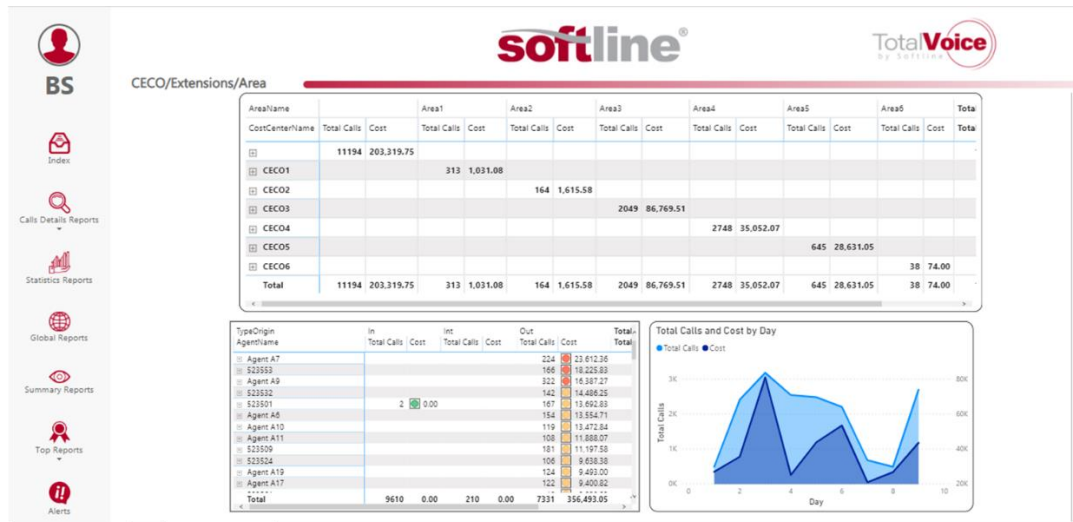 softline®
TotalVoice
by Softline
BS
CECO/Extensions/Area
Index
Calls Details Reports
Statistics Reports
Global Reports
Summary Reports
Top Reports
Alerts
AreaName Area1 Area2 Area3 Area4 Area5 Area6 Total
CostCenterName Total Calls Cost Total Calls Cost Total Calls Cost Total Calls Cost Total Calls Cost Total Calls Cost Total Calls Cost Total
11194 203,319.75
CECO1 313 1,031.08
CECO2 164 1,615.58
CECO3 2049 86,769.51
CECO4 2748 35,052.07
CECO5 645 28,631.05
CECO6 38 74.00
Total 11194 203,319.75 313 1,031.08 164 1,615.58 2049 86,769.51 2748 35,052.07 645 28,631.05 38 74.00
TypeOrigin In Int Out Total
AgentName Total Calls Cost Total Calls Cost Total Calls Cost Total
Agent A7 224 23,612.36
523553 166 18,225.83
Agent A9 322 16,387.27
523532 142 14,486.25
523501 2 0.00 167 13,692.83
Agent A6 154 13,554.71
Agent A10 119 13,472.84
Agent A11 108 11,888.07
523509 181 11,197.58
523524 106 9,638.38
Agent A19 124 9,493.00
Agent A17 122 9,400.82
Total 9610 0.00 210 0.00 7331 356,493.05
Total Calls and Cost by Day
Total Calls Cost
3K 80K
2K 60K
1K 40K
0K 20K
Total Calls
0 2 4 6 8 10
Day